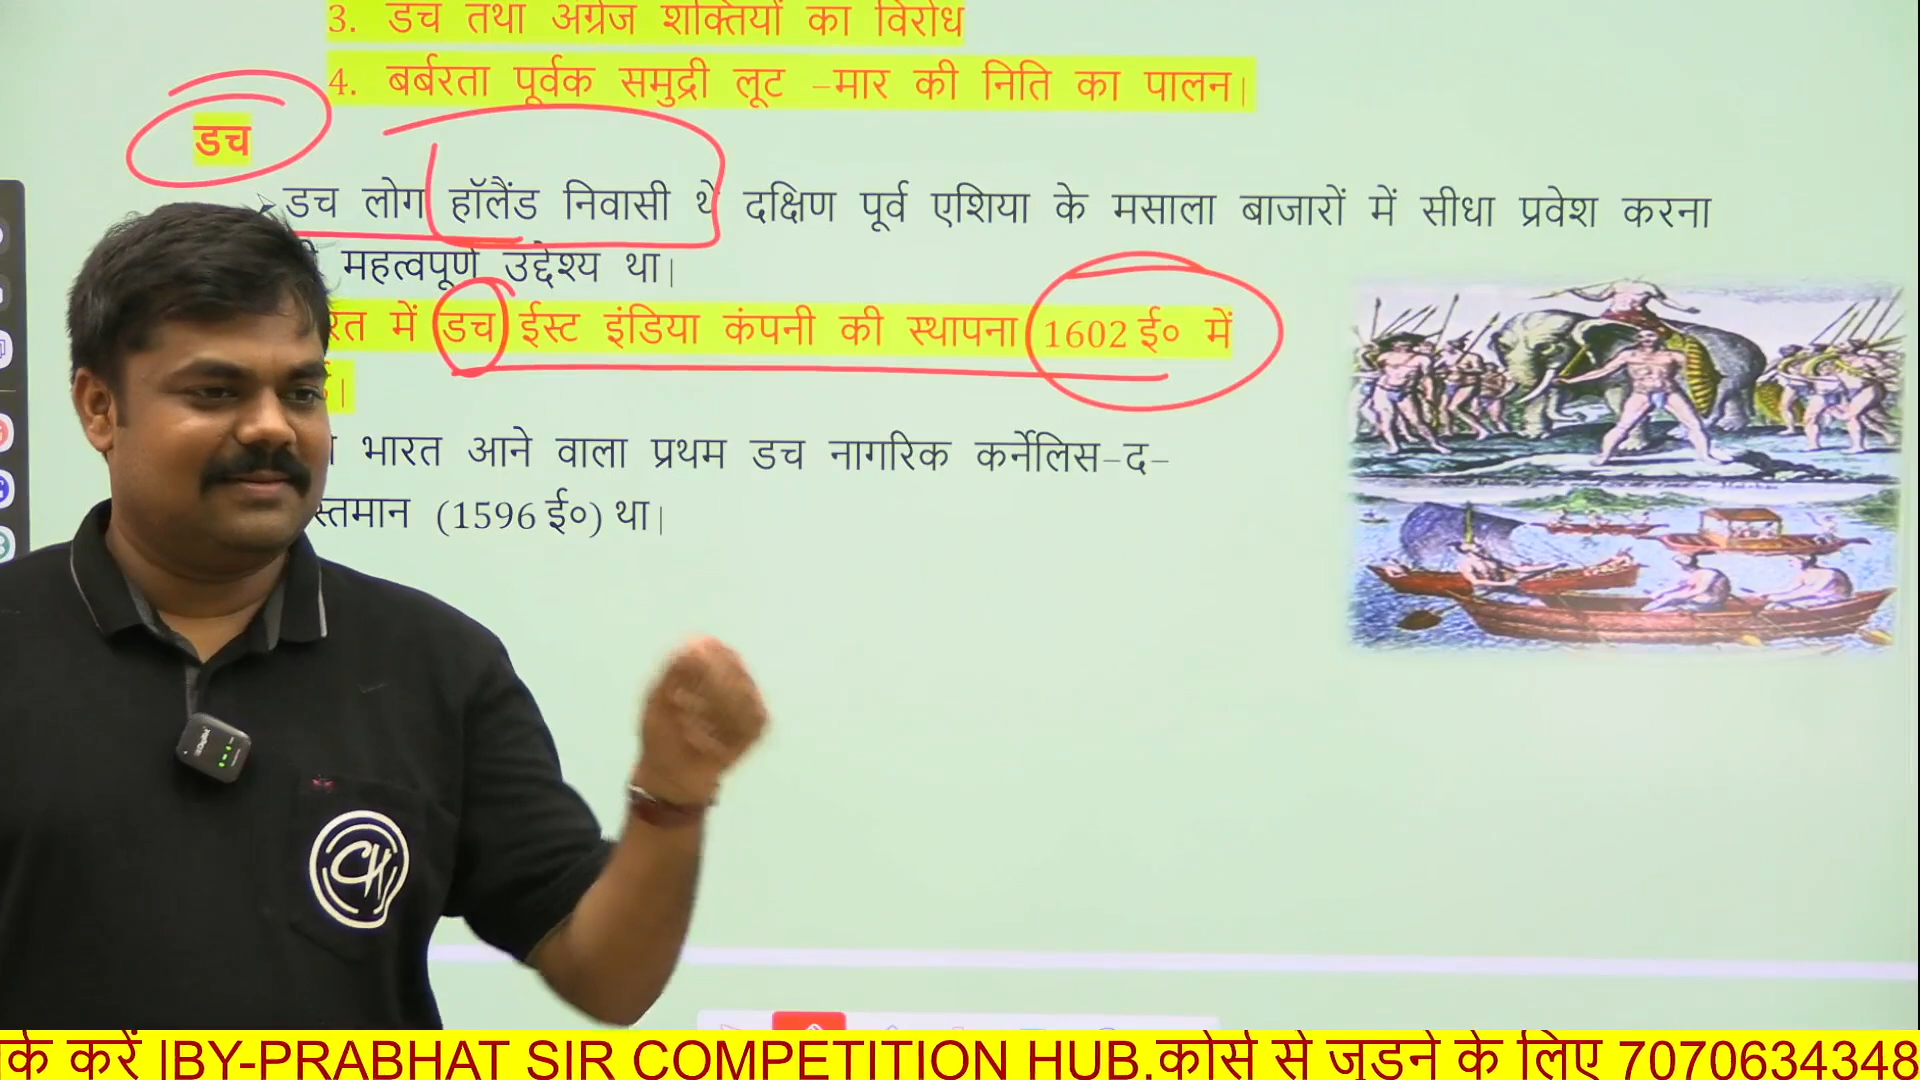 3. डच तथा अंग्रेज शक्तियों का विरोध
4. बर्बरता पूर्वक समुद्री लूट -मार की निति का पालन।
डच
डच लोग हॉलैंड निवासी थे दक्षिण पूर्व एशिया के मसाला बाजारों में सीधा प्रवेश करना
महत्वपूर्ण उद्देश्य था।
में डच ईस्ट इंडिया कंपनी की स्थापना 1602 ई० में
भारत आने वाला प्रथम डच नागरिक कर्नेलिस-द-
(1596 ई०) था।
CH
करें |BY-PRABHAT SIR COMPETITION HUB.कोर्स से जुड़ने के लिए 7070634348